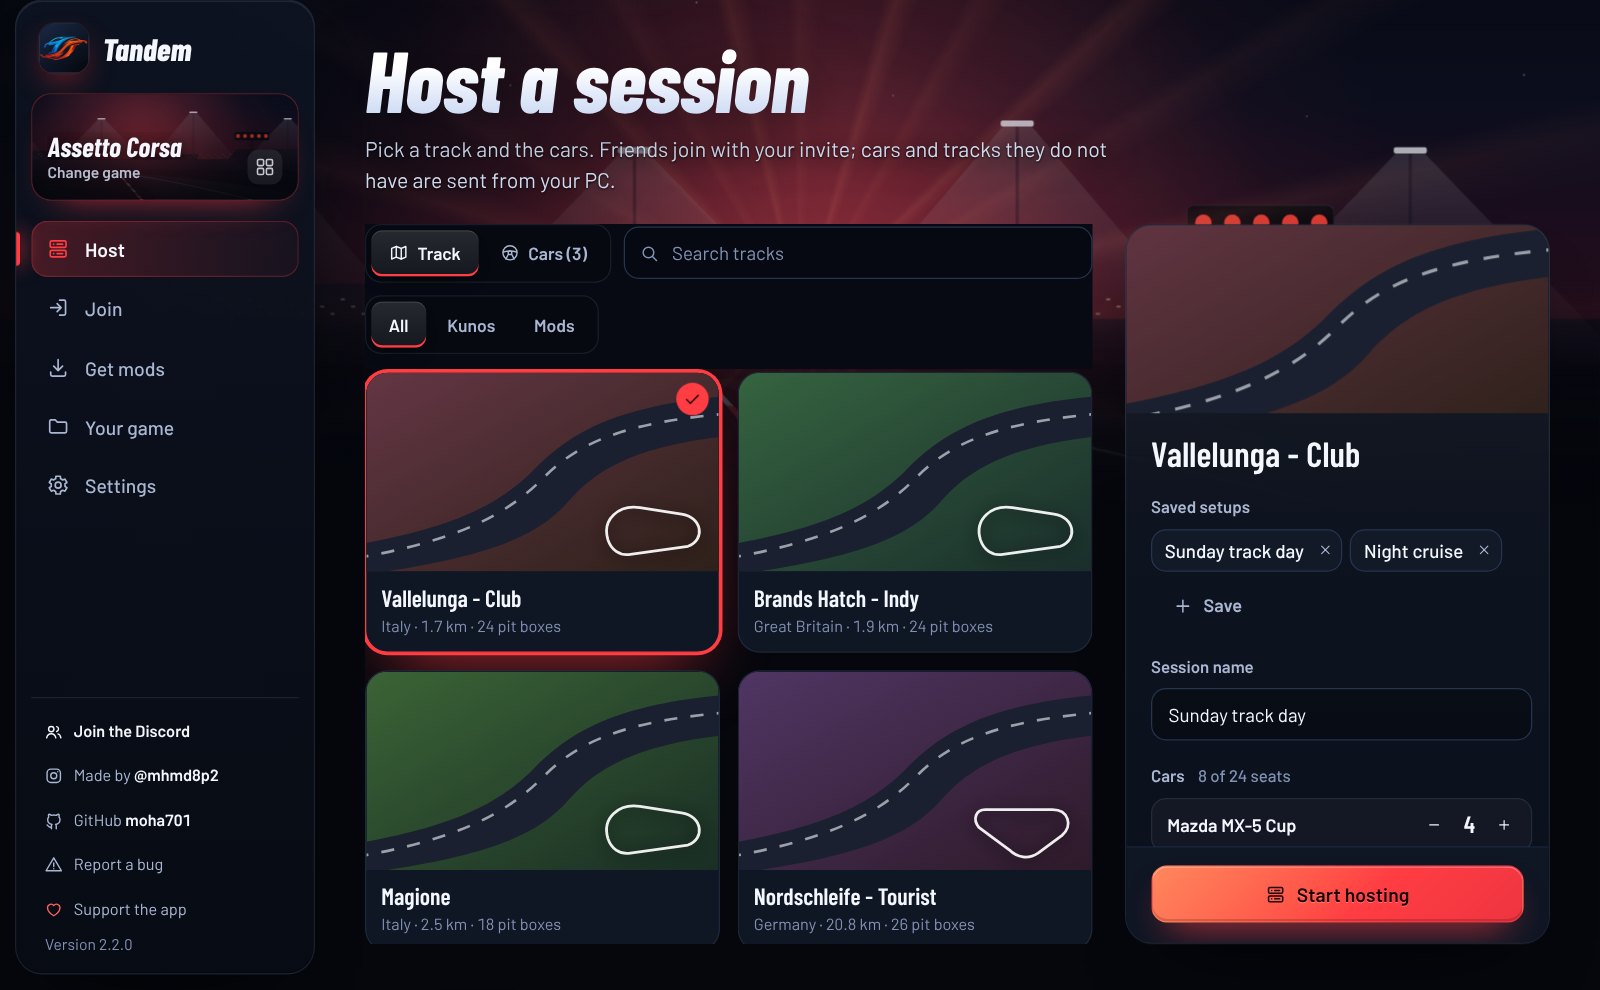 Tandem
Assetto Corsa
Change game
Host
Join
Get mods
Your game
Settings
Join the Discord
Made by @mhmd8p2
GitHub moha701
Report a bug
Support the app
Version 2.2.0
Host a session
Pick a track and the cars. Friends join with your invite; cars and tracks they do not
have are sent from your PC.
Track
Cars (3)
Search tracks
All
Kunos
Mods
Vallelunga - Club
Italy · 1.7 km · 24 pit boxes
Brands Hatch - Indy
Great Britain · 1.9 km · 24 pit boxes
Magione
Italy · 2.5 km · 18 pit boxes
Nordschleife - Tourist
Germany · 20.8 km · 26 pit boxes
Vallelunga - Club
Saved setups
Sunday track day ×
Night cruise ×
+ Save
Session name
Sunday track day
Cars 8 of 24 seats
Mazda MX-5 Cup − 4 +
Start hosting